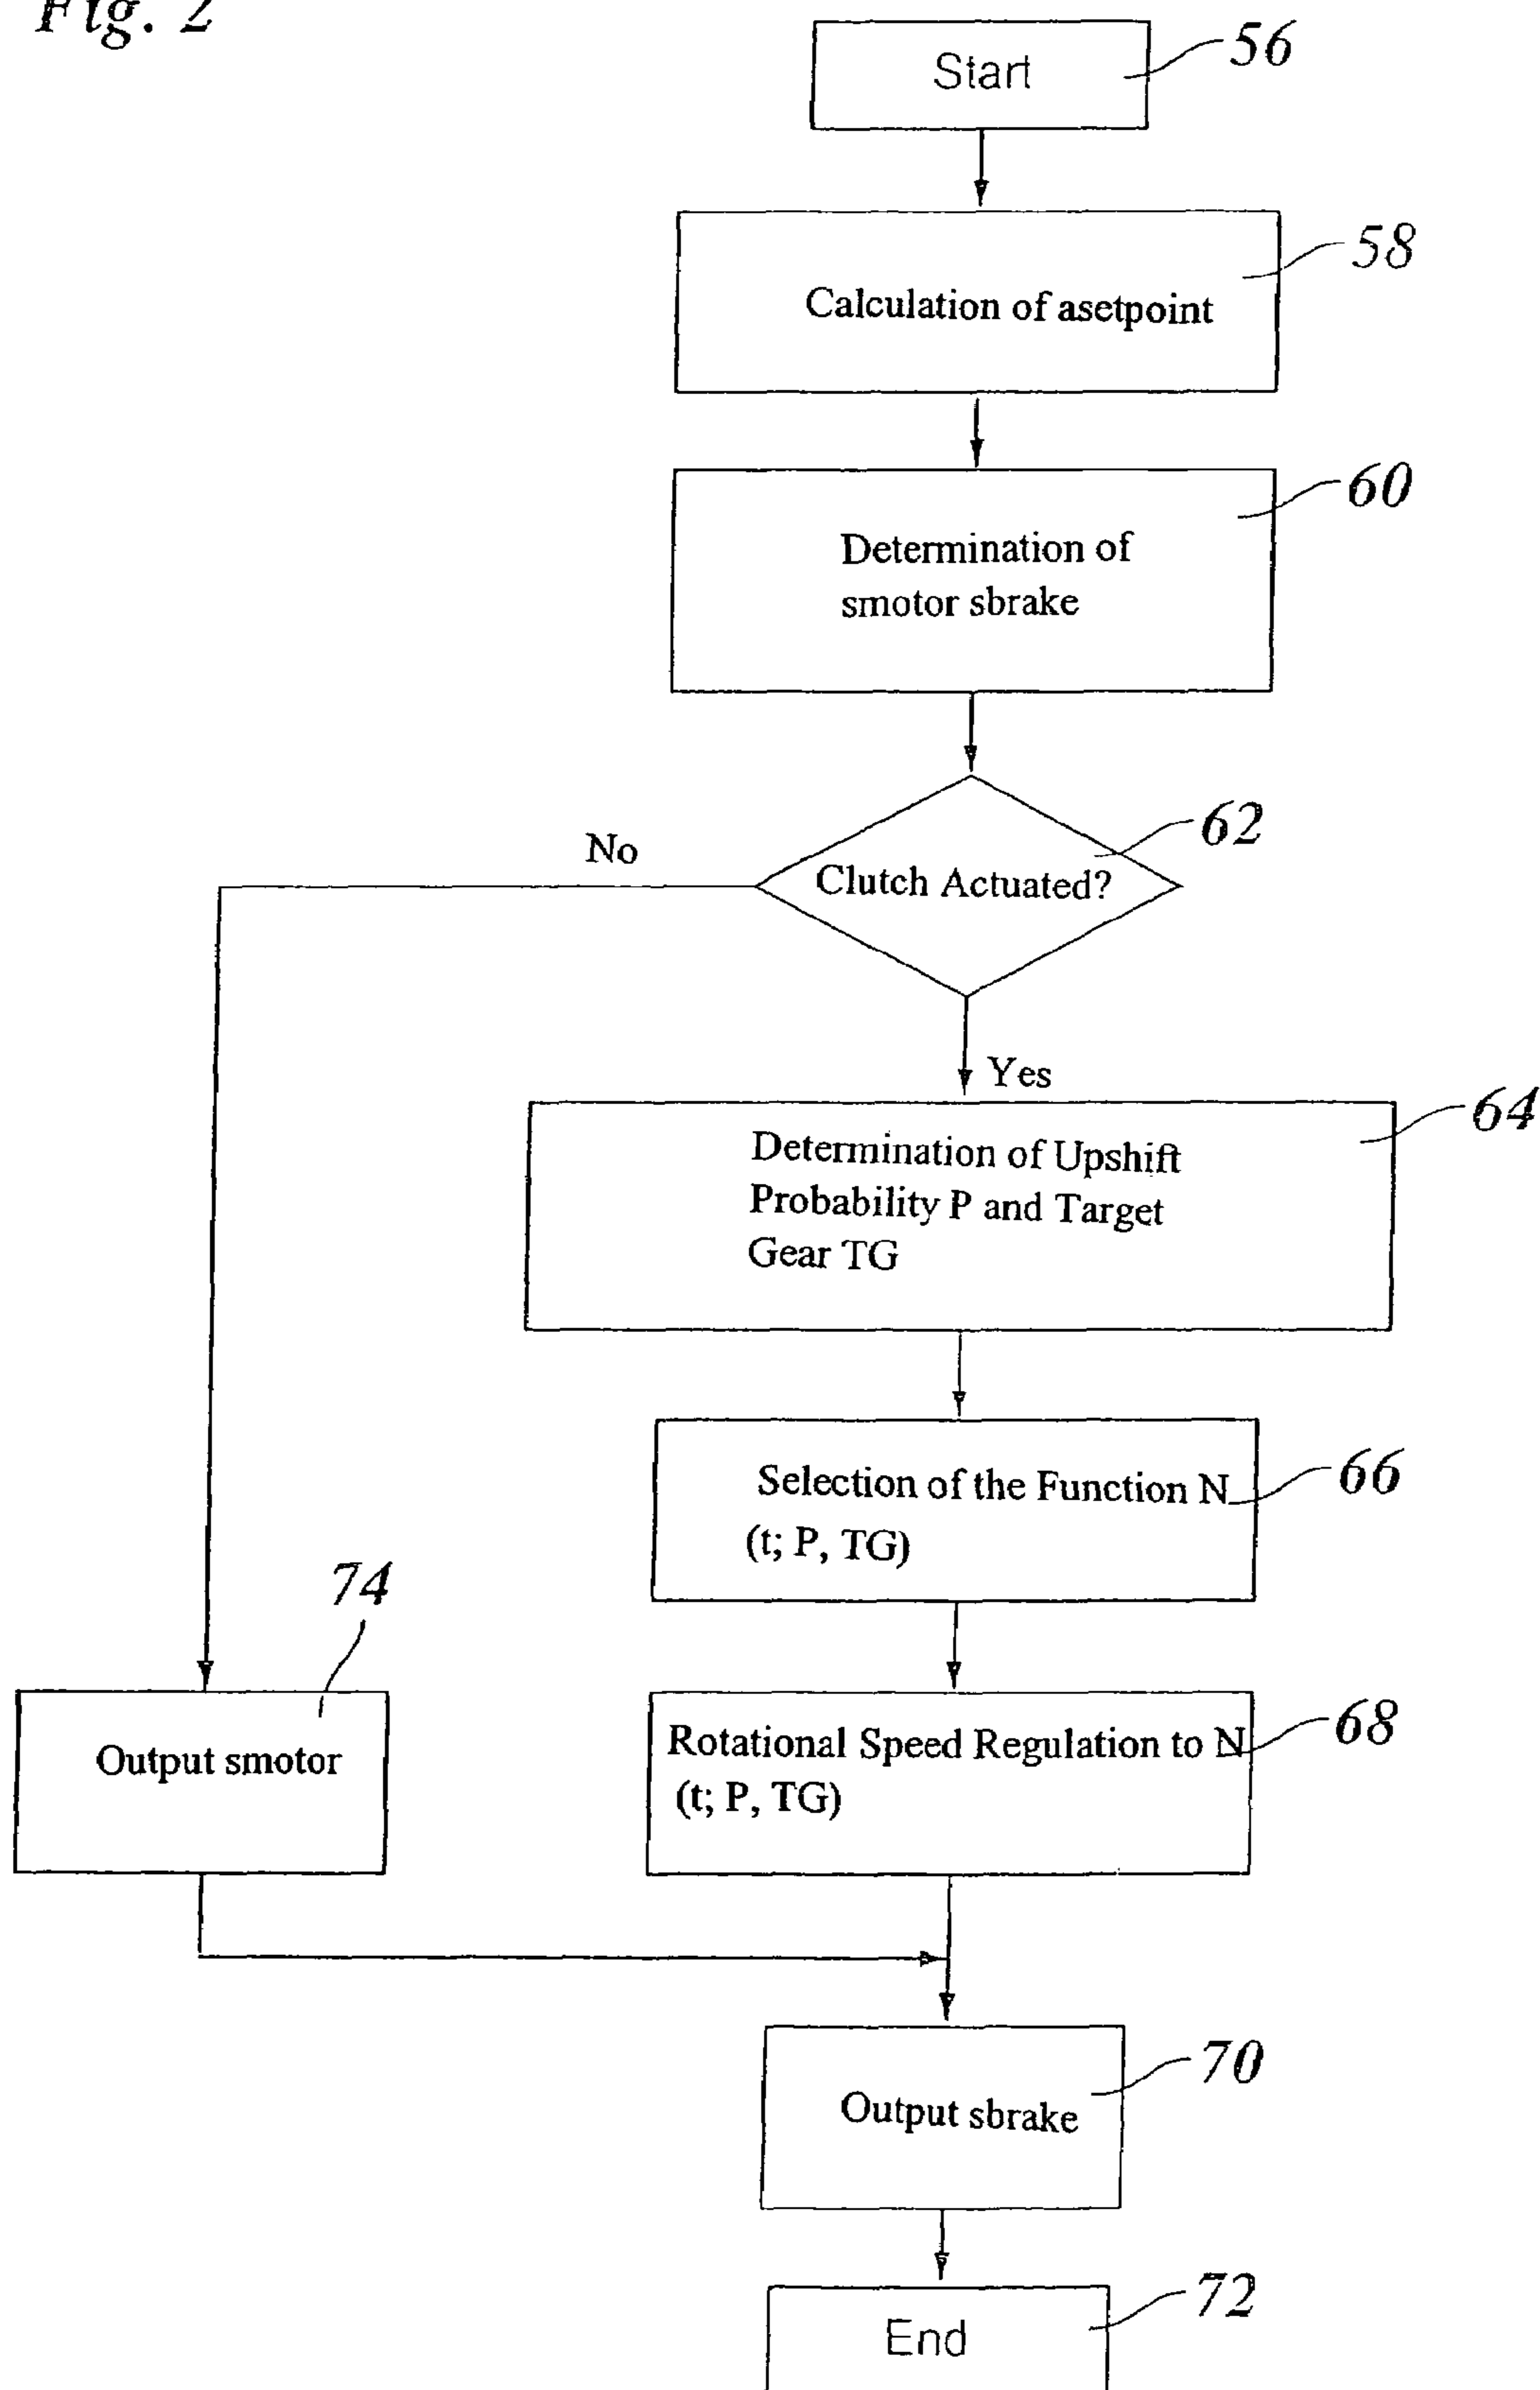 Fig. 2
Start
56
Calculation of asetpoint
58
Determination of
smotor sbrake
60
Clutch Actuated?
62
No
Yes
Determination of Upshift
Probability P and Target
Gear TG
64
Selection of the Function N
(t; P, TG)
66
Output smotor
74
Rotational Speed Regulation to N
(t; P, TG)
68
Output sbrake
70
End
72